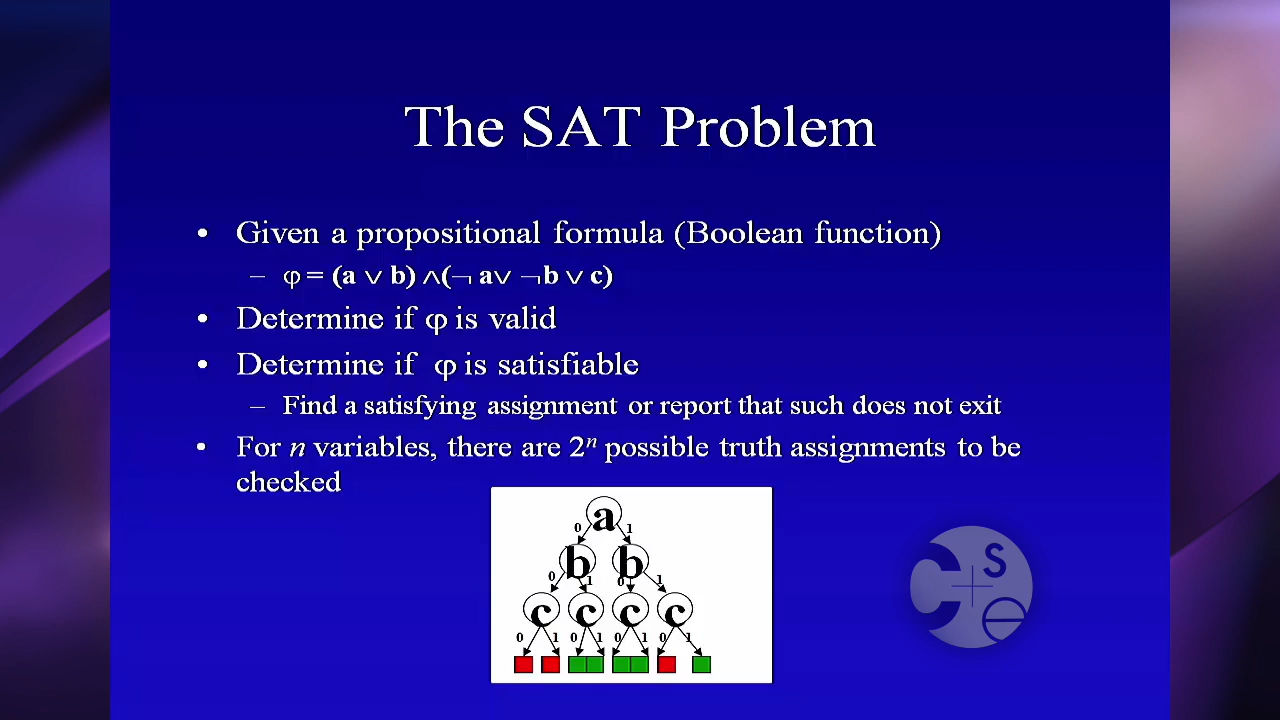 The SAT Problem
• Given a propositional formula (Boolean function)
– φ = (a ∨ b) ∧(¬ a∨ ¬b ∨ c)
• Determine if φ is valid
• Determine if φ is satisfiable
– Find a satisfying assignment or report that such does not exit
• For n variables, there are 2ⁿ possible truth assignments to be
checked
a
0 1
b b
0 1 0 1
c c c c
0 1 0 1 0 1 0 1
C s e